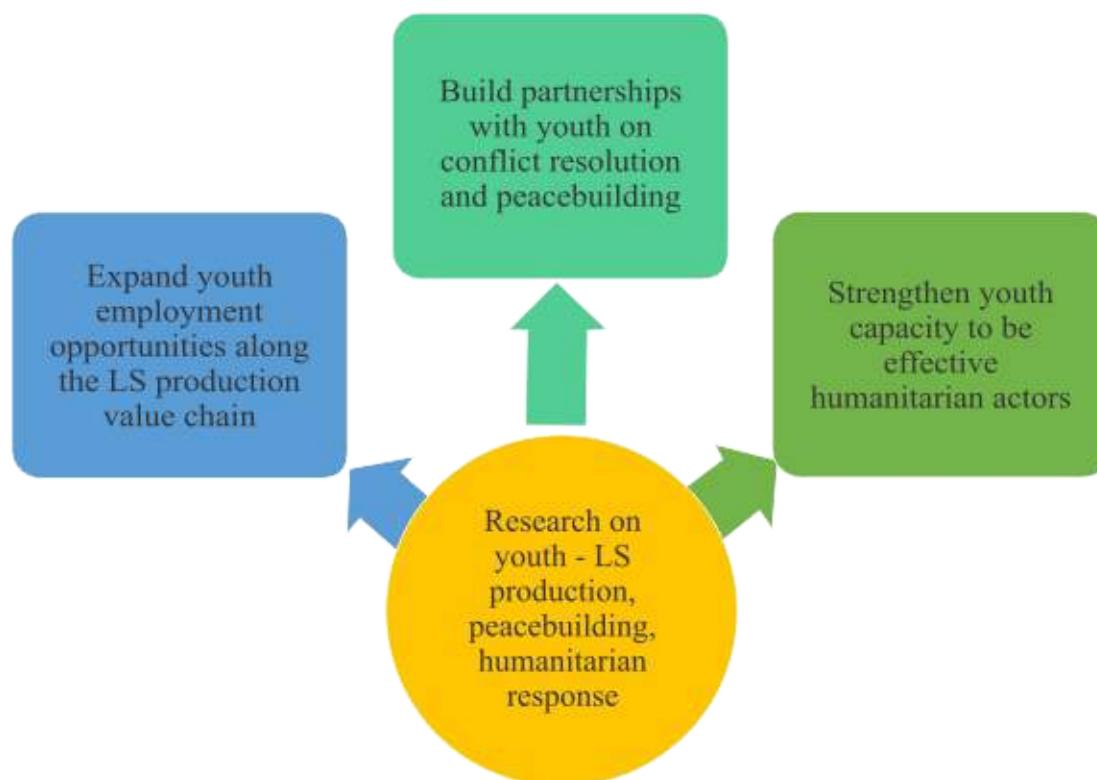 Build partnerships
with youth on
conflict resolution
and peacebuilding
Expand youth
employment
opportunities along
the LS production
value chain
Strengthen youth
capacity to be
effective
humanitarian actors
Research on
youth - LS
production,
peacebuilding,
humanitarian
response